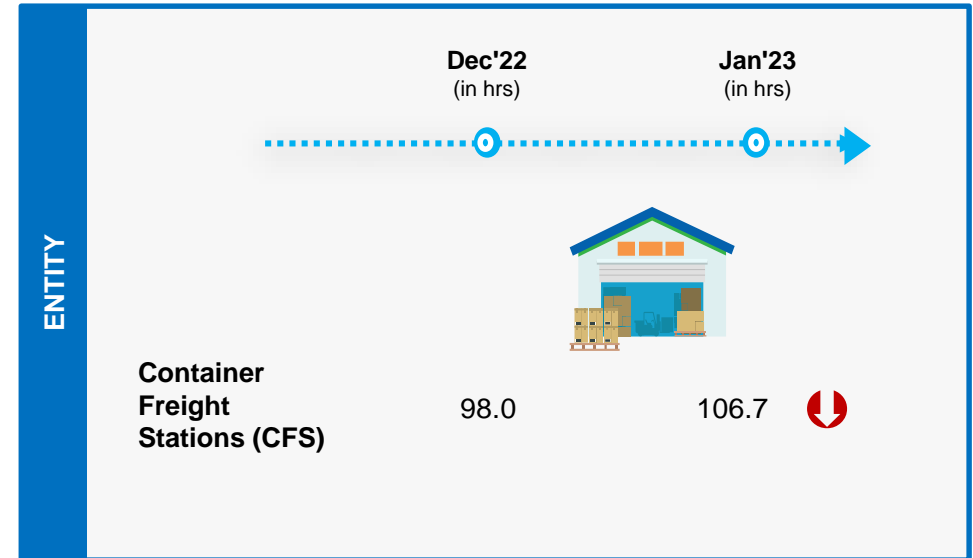 ENTITY
Dec'22
(in hrs)
Jan'23
(in hrs)
Container
Freight
Stations (CFS)
98.0
106.7